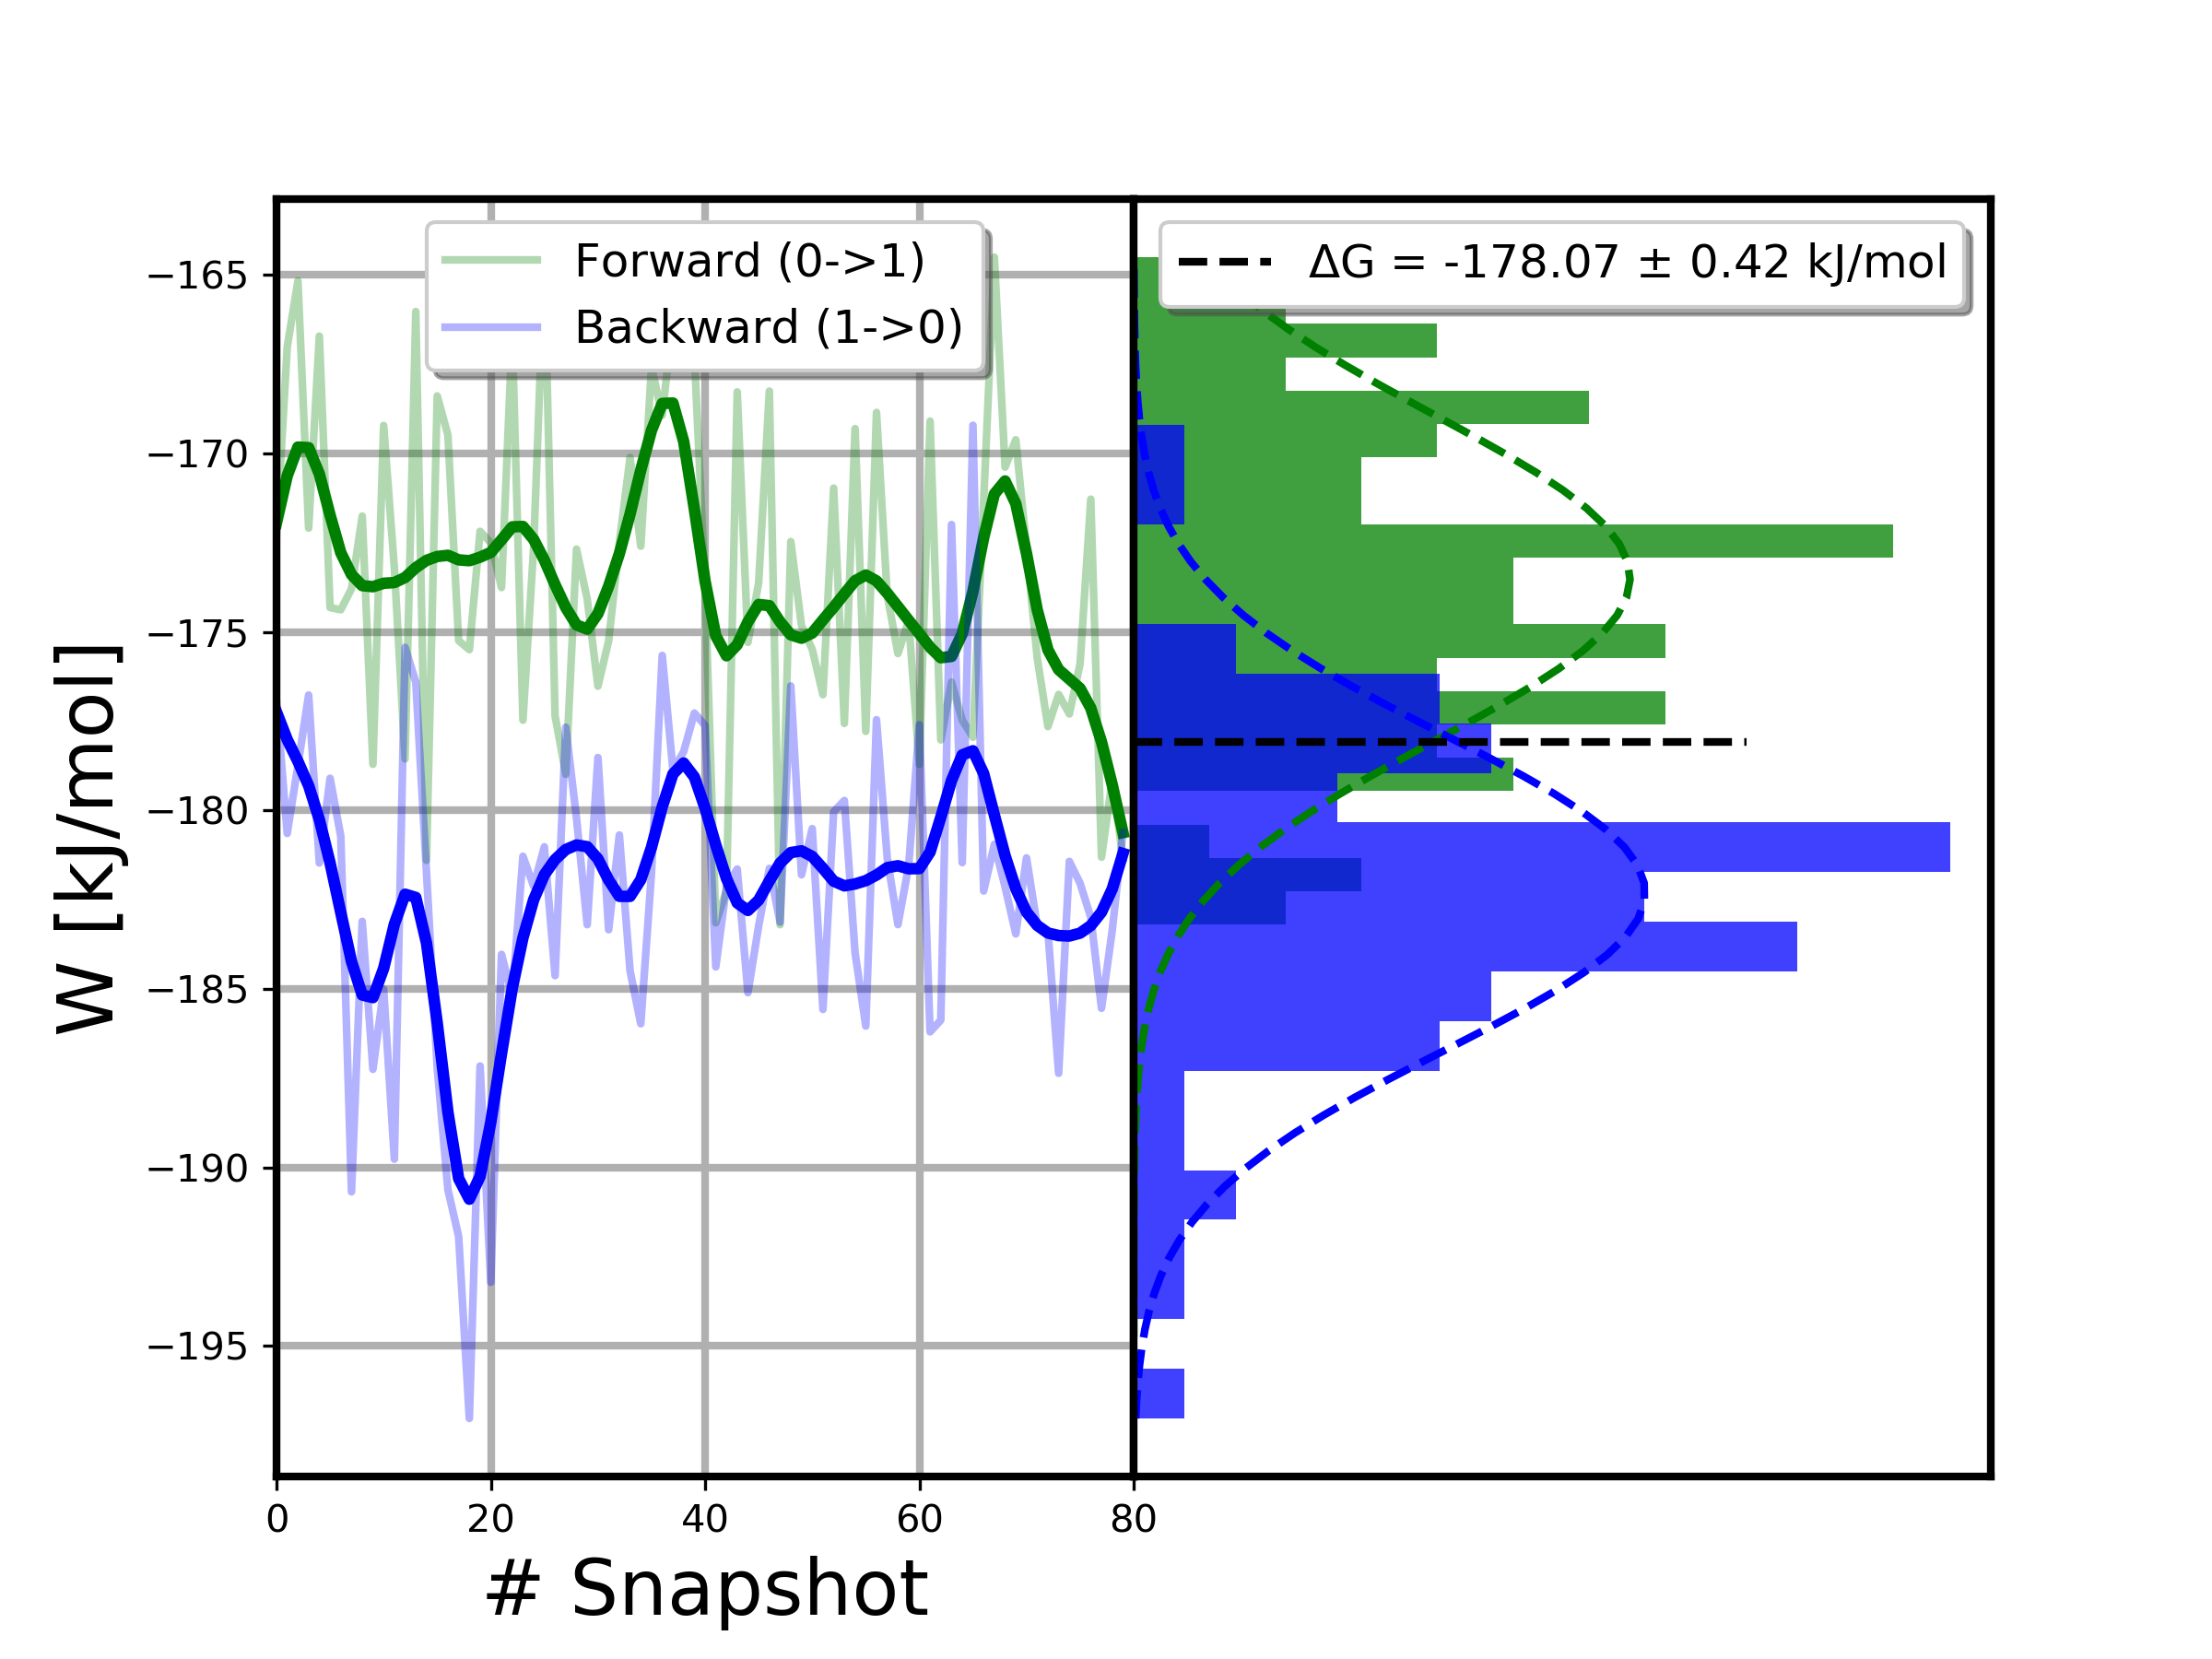 Forward (0->1)
Backward (1->0)
ΔG = -178.07 ± 0.42 kJ/mol
−165
−170
−175
−180
−185
−190
−195
W [kJ/mol]
0 20 40 60 80
# Snapshot